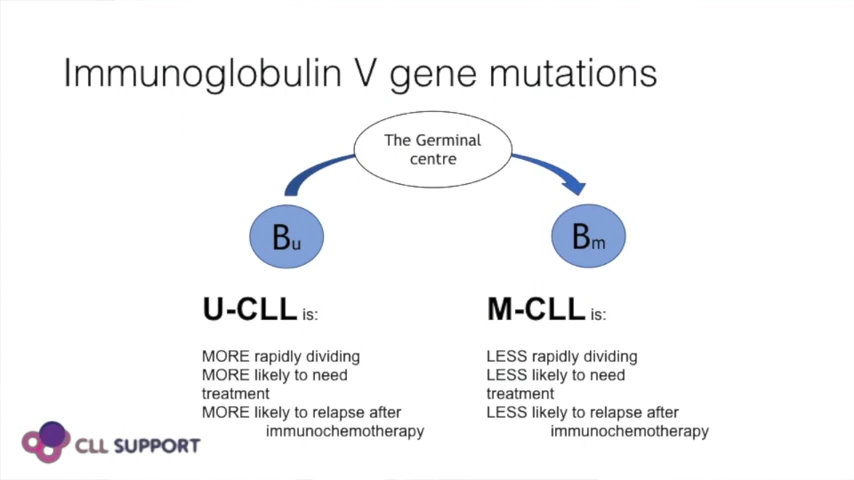 Immunoglobulin V gene mutations
The Germinal
centre
Bu
Bm
U-CLL is:
MORE rapidly dividing
MORE likely to need
treatment
MORE likely to relapse after
immunochemotherapy
M-CLL is:
LESS rapidly dividing
LESS likely to need
treatment
LESS likely to relapse after
immunochemotherapy
CLL SUPPORT